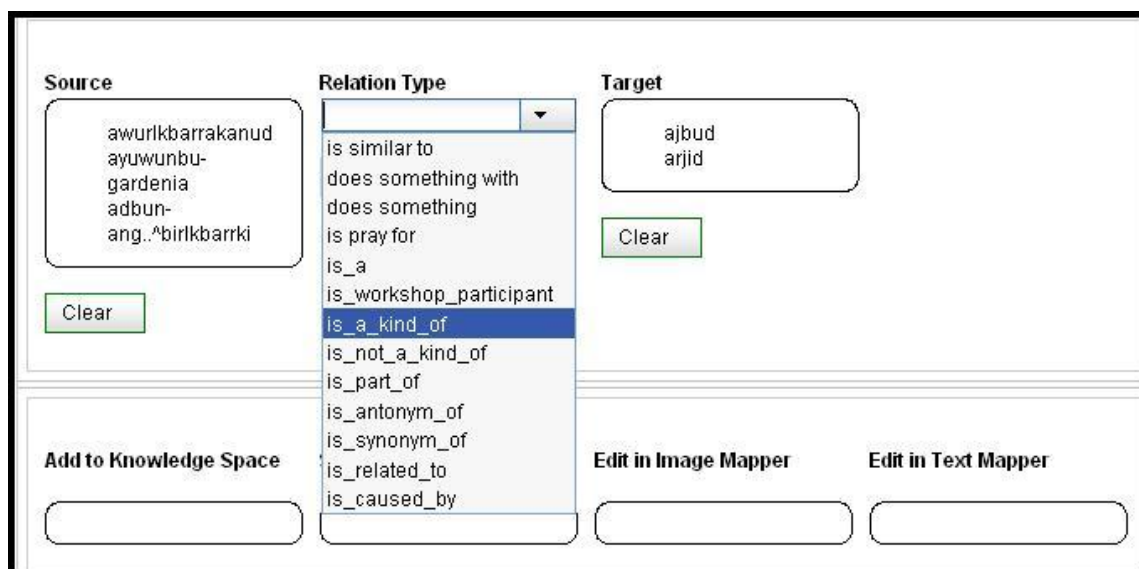 Source
awurlkbarrakanud
ayuwunbu-
gardenia
adbun-
ang..^birlkbarrki
Clear
Relation Type
is similar to
does something with
does something
is pray for
is_a
is_workshop_participant
is_a_kind_of
is_not_a_kind_of
is_part_of
is_antonym_of
is_synonym_of
is_related_to
is_caused_by
Target
ajbud
arjid
Clear
Add to Knowledge Space
Edit in Image Mapper
Edit in Text Mapper